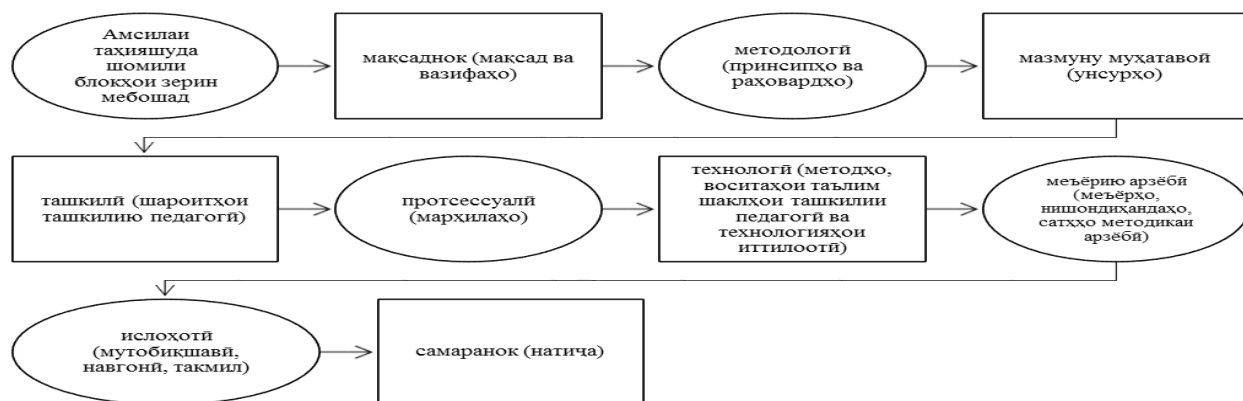 Амсилаи
таҳияшуда
шомили
блокҳои зерин
мебошад
мақсаднок (мақсад ва
вазифаҳо)
методологӣ
(принсипҳо ва
раҳовардҳо)
мазмуну муҳатавоӣ
(унсурҳо)
ташкилӣ (шароитҳои
ташкилию педагогӣ)
протсессуалӣ
(марҳилаҳо)
технологӣ (методҳо,
воситаҳои таълим
шаклҳои ташкилии
педагогӣ ва
технологияҳои
иттилоотӣ)
меъёрию арзёбӣ
(меъёрҳо,
нишондиҳандаҳо,
сатҳҳо методикаи
арзёбӣ)
ислоҳотӣ
(мутобиқшавӣ,
навгонӣ, такмил)
самаранок (натиҷа)